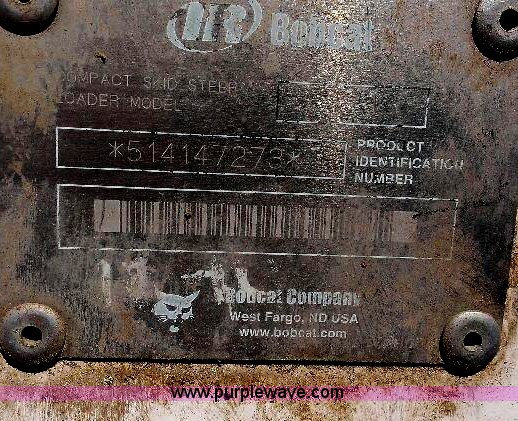 Bobcat
COMPACT SKID STEER
LOADER MODEL
*514147273*
PRODUCT
IDENTIFICATION
NUMBER
Bobcat Company
West Fargo, ND USA
www.bobcat.com
www.purplewave.com